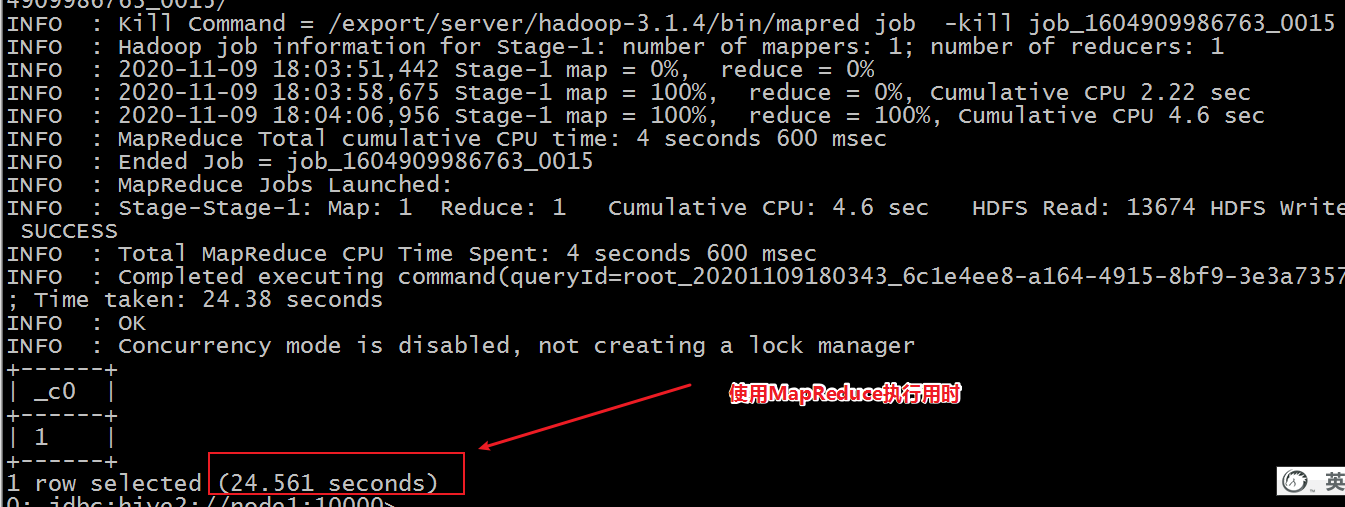 4909986763_0015/
INFO  : Kill Command = /export/server/hadoop-3.1.4/bin/mapred job  -kill job_1604909986763_0015
INFO  : Hadoop job information for Stage-1: number of mappers: 1; number of reducers: 1
INFO  : 2020-11-09 18:03:51,442 Stage-1 map = 0%,  reduce = 0%
INFO  : 2020-11-09 18:03:58,675 Stage-1 map = 100%,  reduce = 0%, Cumulative CPU 2.22 sec
INFO  : 2020-11-09 18:04:06,956 Stage-1 map = 100%,  reduce = 100%, Cumulative CPU 4.6 sec
INFO  : MapReduce Total cumulative CPU time: 4 seconds 600 msec
INFO  : Ended Job = job_1604909986763_0015
INFO  : MapReduce Jobs Launched:
INFO  : Stage-Stage-1: Map: 1  Reduce: 1   Cumulative CPU: 4.6 sec   HDFS Read: 13674 HDFS Write
 SUCCESS
INFO  : Total MapReduce CPU Time Spent: 4 seconds 600 msec
INFO  : Completed executing command(queryId=root_20201109180343_6c1e4ee8-a164-4915-8bf9-3e3a7357
; Time taken: 24.38 seconds
INFO  : OK
INFO  : Concurrency mode is disabled, not creating a lock manager
+------+
| _c0  |
+------+
| 1    |
+------+
使用MapReduce执行用时
1 row selected (24.561 seconds)
0: jdbc:hive2://node1:10000>
英